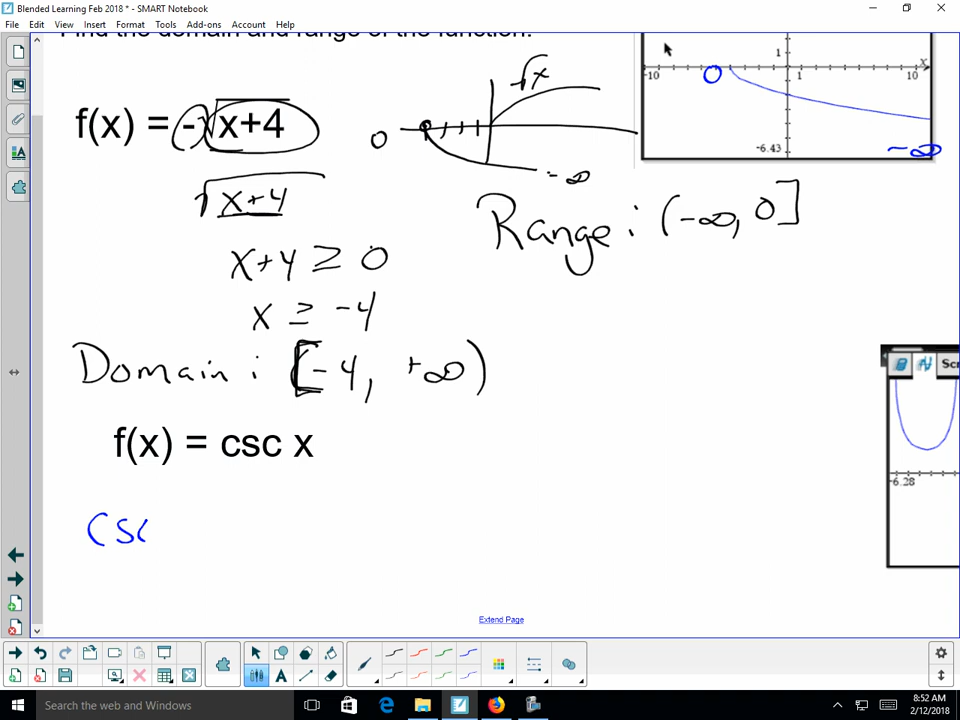 Blended Learning Feb 2018 * - SMART Notebook
File Edit View Insert Format Tools Add-ons Account Help
Find the domain and range of the function.
f(x) = -√x+4
√x
0
-∞
1
x
-10
0
1
10
-6.43
-∞
√x+4
Range: (-∞, 0]
x+4 ≥ 0
x ≥ -4
Domain: [-4, +∞)
Scr
f(x) = csc x
-6.28
csc
Extend Page
A
Search the web and Windows
8:52 AM
2/12/2018